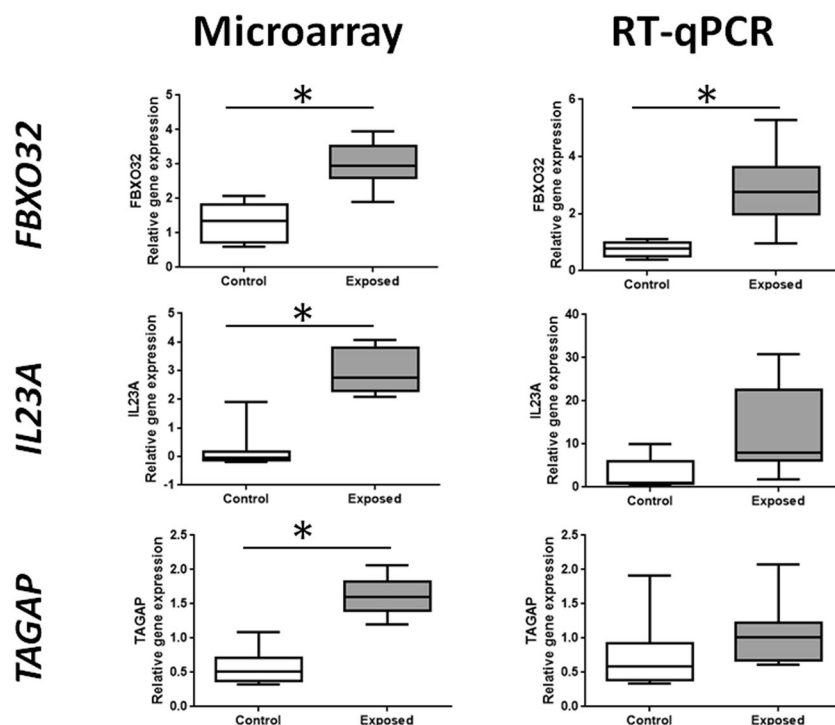 Microarray
RT-qPCR
FBXO32
FBXO32
Relative gene expression
5
4
3
2
1
0
*
Control
Exposed
FBXO32
Relative gene expression
6
4
2
0
*
Control
Exposed
IL23A
IL23A
Relative gene expression
5
4
3
2
1
0
-1
*
Control
Exposed
IL23A
Relative gene expression
40
30
20
10
0
Control
Exposed
TAGAP
TAGAP
Relative gene expression
2.5
2.0
1.5
1.0
0.5
0.0
*
Control
Exposed
TAGAP
Relative gene expression
2.5
2.0
1.5
1.0
0.5
0.0
Control
Exposed